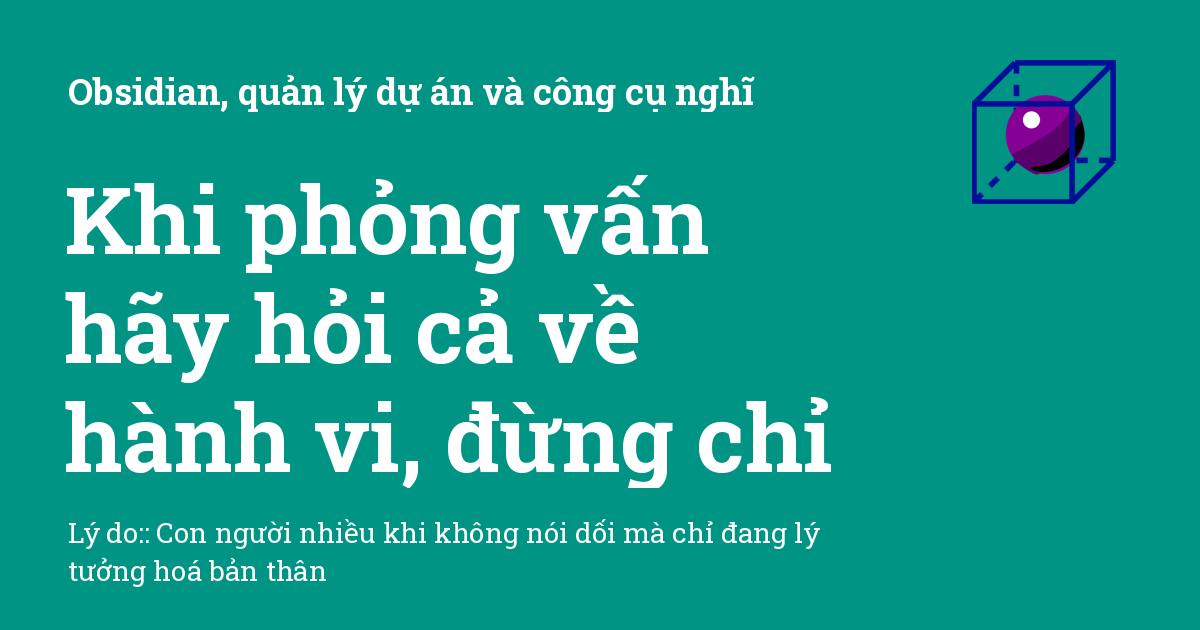 Obsidian, quản lý dự án và công cụ nghĩ
Khi phỏng vấn
hãy hỏi cả về
hành vi, đừng chỉ
Lý do:: Con người nhiều khi không nói dối mà chỉ đang lý
tưởng hoá bản thân